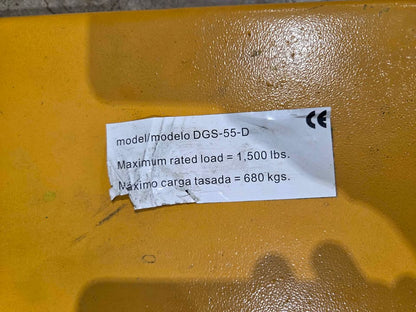 CE
model/modelo DGS-55-D
Maximum rated load = 1,500 lbs.
Máximo carga tasada = 680 kgs.